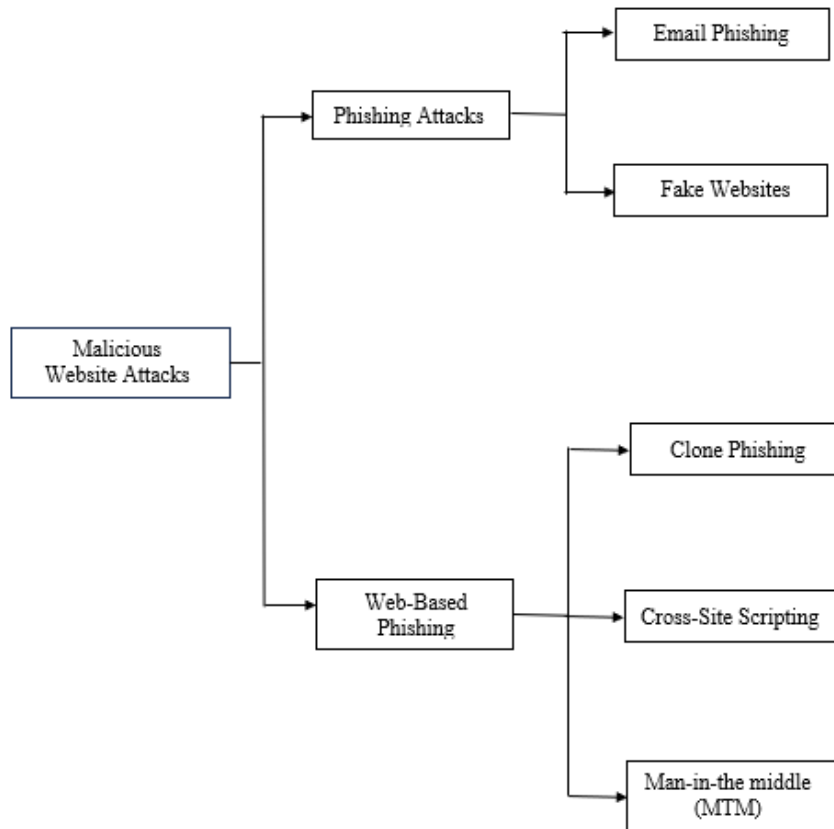 Email Phishing
Phishing Attacks
Fake Websites
Malicious
Website Attacks
Clone Phishing
Web-Based
Phishing
Cross-Site Scripting
Man-in-the middle
(MTM)